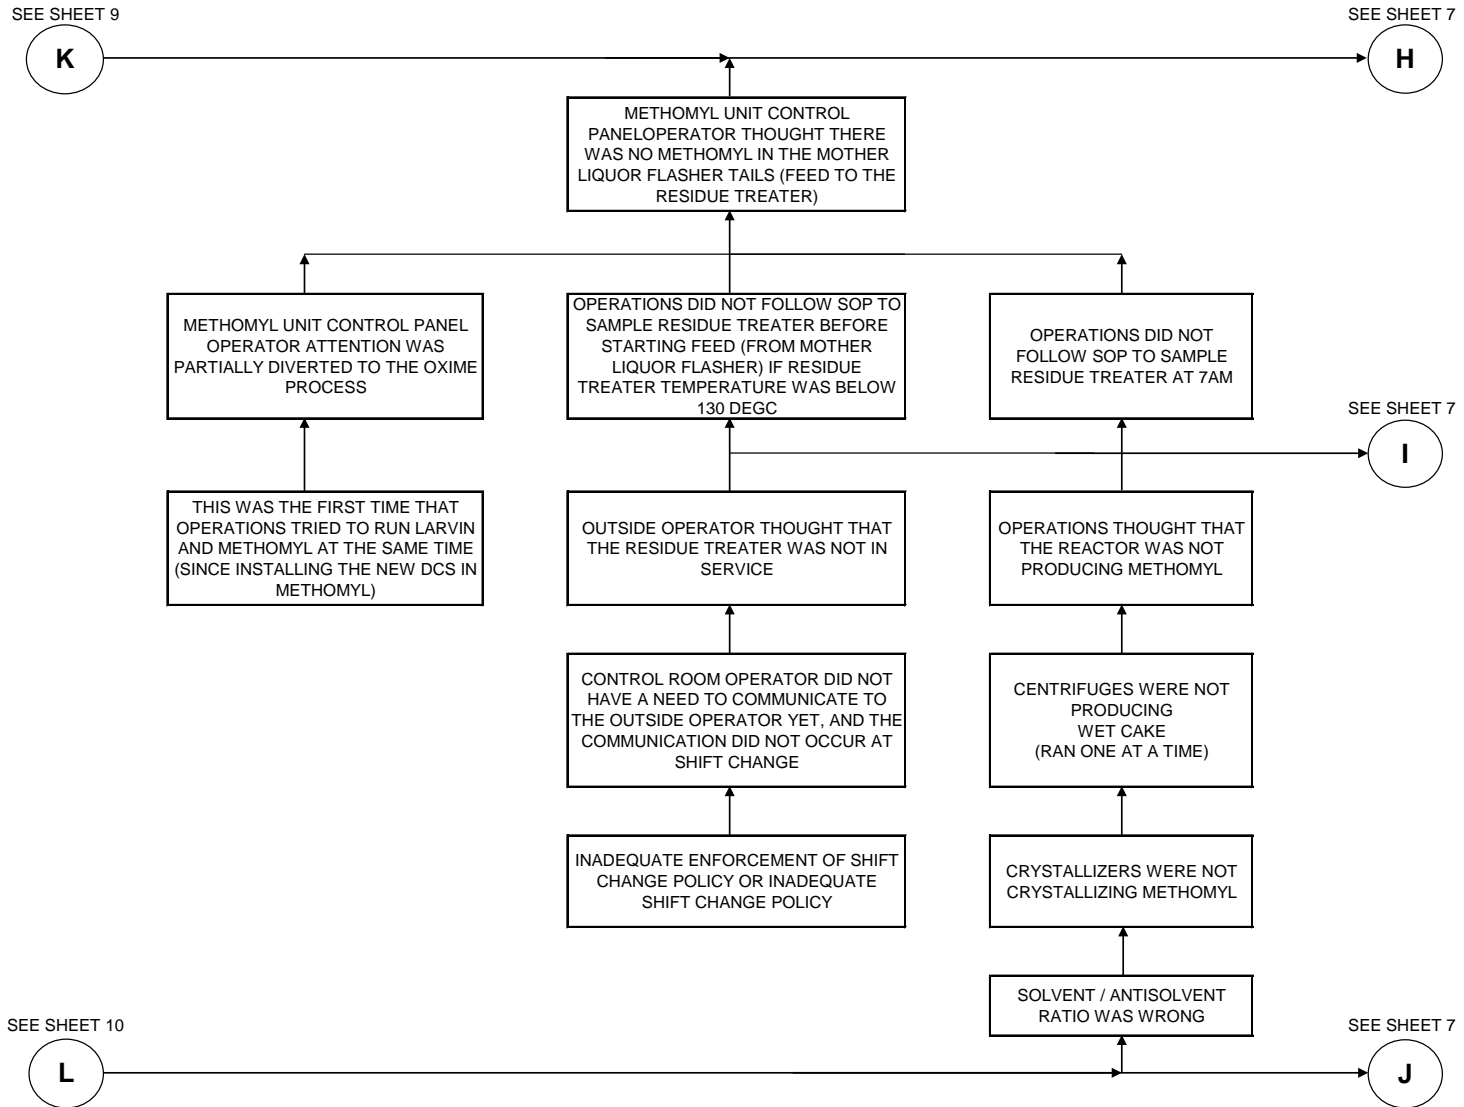 SEE SHEET 9
K
SEE SHEET 7
H
METHOMYL UNIT CONTROL
PANELOPERATOR THOUGHT THERE
WAS NO METHOMYL IN THE MOTHER
LIQUOR FLASHER TAILS (FEED TO THE
RESIDUE TREATER)
METHOMYL UNIT CONTROL PANEL
OPERATOR ATTENTION WAS
PARTIALLY DIVERTED TO THE OXIME
PROCESS
OPERATIONS DID NOT FOLLOW SOP TO
SAMPLE RESIDUE TREATER BEFORE
STARTING FEED (FROM MOTHER
LIQUOR FLASHER) IF RESIDUE
TREATER TEMPERATURE WAS BELOW
130 DEGC
OPERATIONS DID NOT
FOLLOW SOP TO SAMPLE
RESIDUE TREATER AT 7AM
SEE SHEET 7
I
THIS WAS THE FIRST TIME THAT
OPERATIONS TRIED TO RUN LARVIN
AND METHOMYL AT THE SAME TIME
(SINCE INSTALLING THE NEW DCS IN
METHOMYL)
OUTSIDE OPERATOR THOUGHT THAT
THE RESIDUE TREATER WAS NOT IN
SERVICE
OPERATIONS THOUGHT THAT
THE REACTOR WAS NOT
PRODUCING METHOMYL
CONTROL ROOM OPERATOR DID NOT
HAVE A NEED TO COMMUNICATE TO
THE OUTSIDE OPERATOR YET, AND THE
COMMUNICATION DID NOT OCCUR AT
SHIFT CHANGE
CENTRIFUGES WERE NOT
PRODUCING
WET CAKE
(RAN ONE AT A TIME)
INADEQUATE ENFORCEMENT OF SHIFT
CHANGE POLICY OR INADEQUATE
SHIFT CHANGE POLICY
CRYSTALLIZERS WERE NOT
CRYSTALLIZING METHOMYL
SOLVENT / ANTISOLVENT
RATIO WAS WRONG
SEE SHEET 10
L
SEE SHEET 7
J